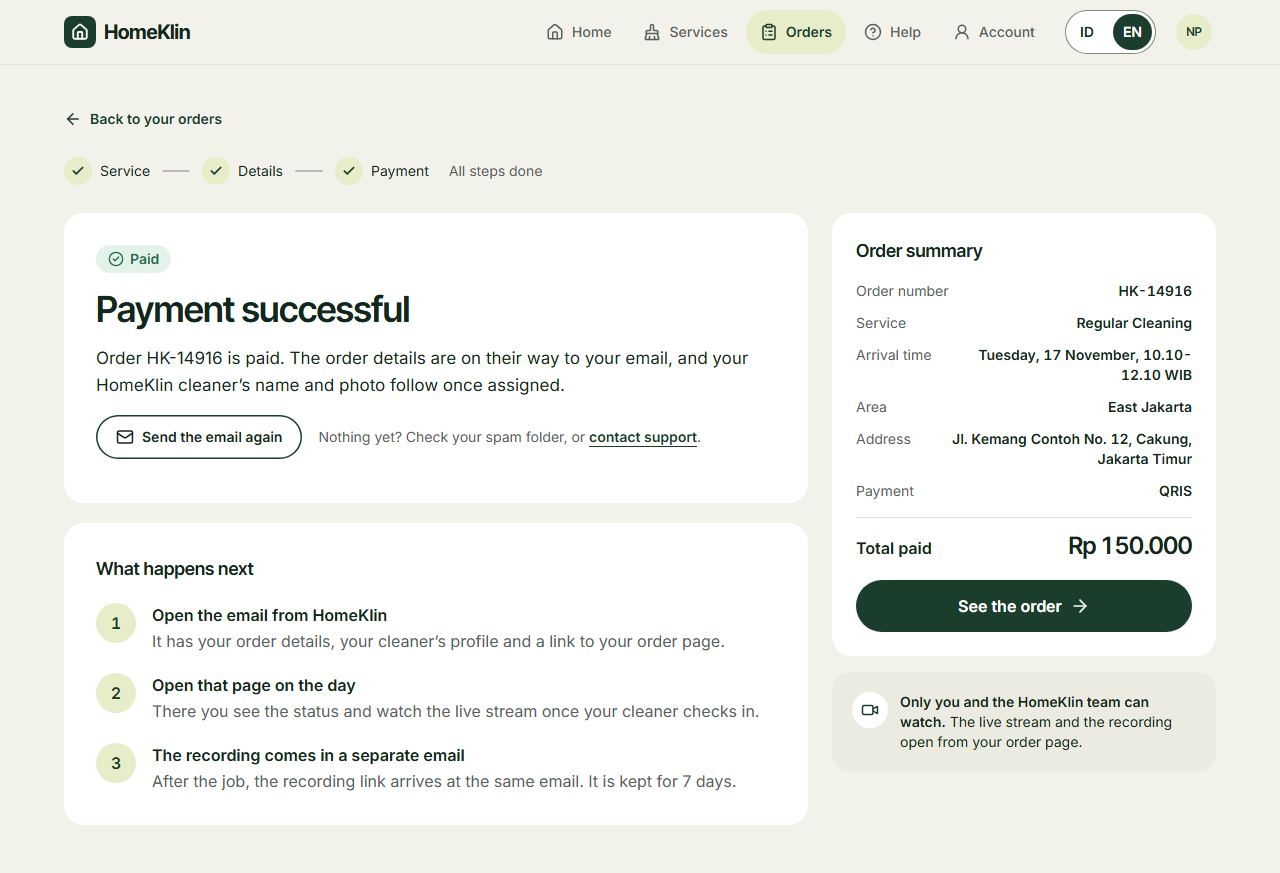 HomeKlin
Home
Services
Orders
Help
Account
ID
EN
NP
Back to your orders
Service
Details
Payment
All steps done
Paid
Payment successful
Order HK-14916 is paid. The order details are on their way to your email, and your
HomeKlin cleaner’s name and photo follow once assigned.
Send the email again
Nothing yet? Check your spam folder, or contact support.
What happens next
1
Open the email from HomeKlin
It has your order details, your cleaner’s profile and a link to your order page.
2
Open that page on the day
There you see the status and watch the live stream once your cleaner checks in.
3
The recording comes in a separate email
After the job, the recording link arrives at the same email. It is kept for 7 days.
Order summary
Order number
HK-14916
Service
Regular Cleaning
Arrival time
Tuesday, 17 November, 10.10-
12.10 WIB
Area
East Jakarta
Address
Jl. Kemang Contoh No. 12, Cakung,
Jakarta Timur
Payment
QRIS
Total paid
Rp 150.000
See the order
Only you and the HomeKlin team can
watch. The live stream and the recording
open from your order page.